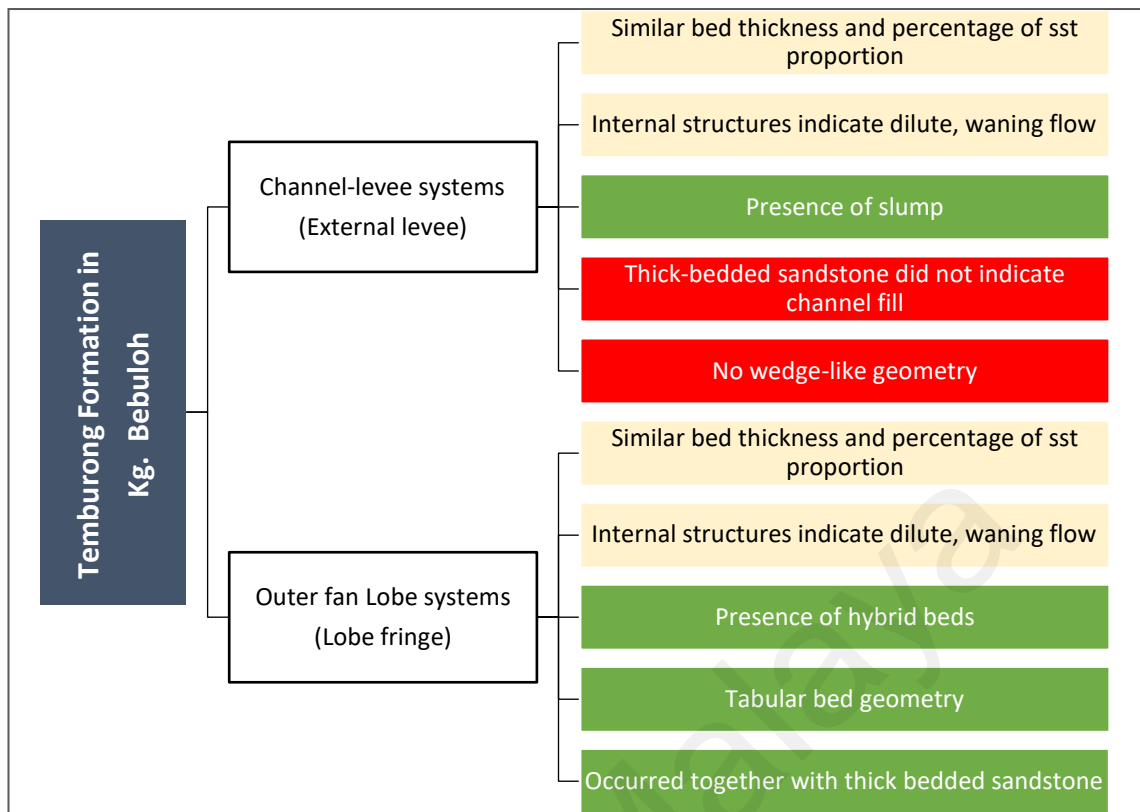 Temburong Formation in
Kg. Bebuloh
Channel-levee systems
(External levee)
Similar bed thickness and percentage of sst
proportion
Internal structures indicate dilute, waning flow
Presence of slump
Thick-bedded sandstone did not indicate
channel fill
No wedge-like geometry
Outer fan Lobe systems
(Lobe fringe)
Similar bed thickness and percentage of sst
proportion
Internal structures indicate dilute, waning flow
Presence of hybrid beds
Tabular bed geometry
Occurred together with thick bedded sandstone
Malaya